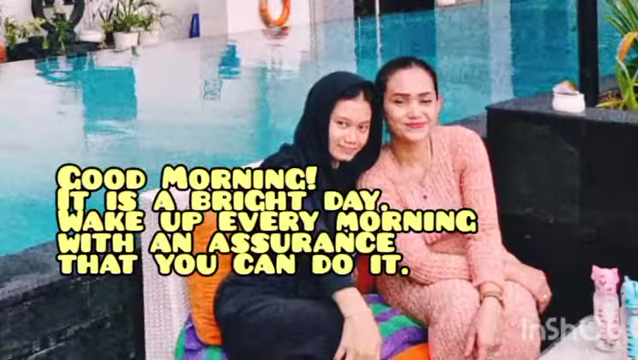 Good Morning!
It is a bright day.
Wake up every morning
with an assurance
that you can do it.
InShOt